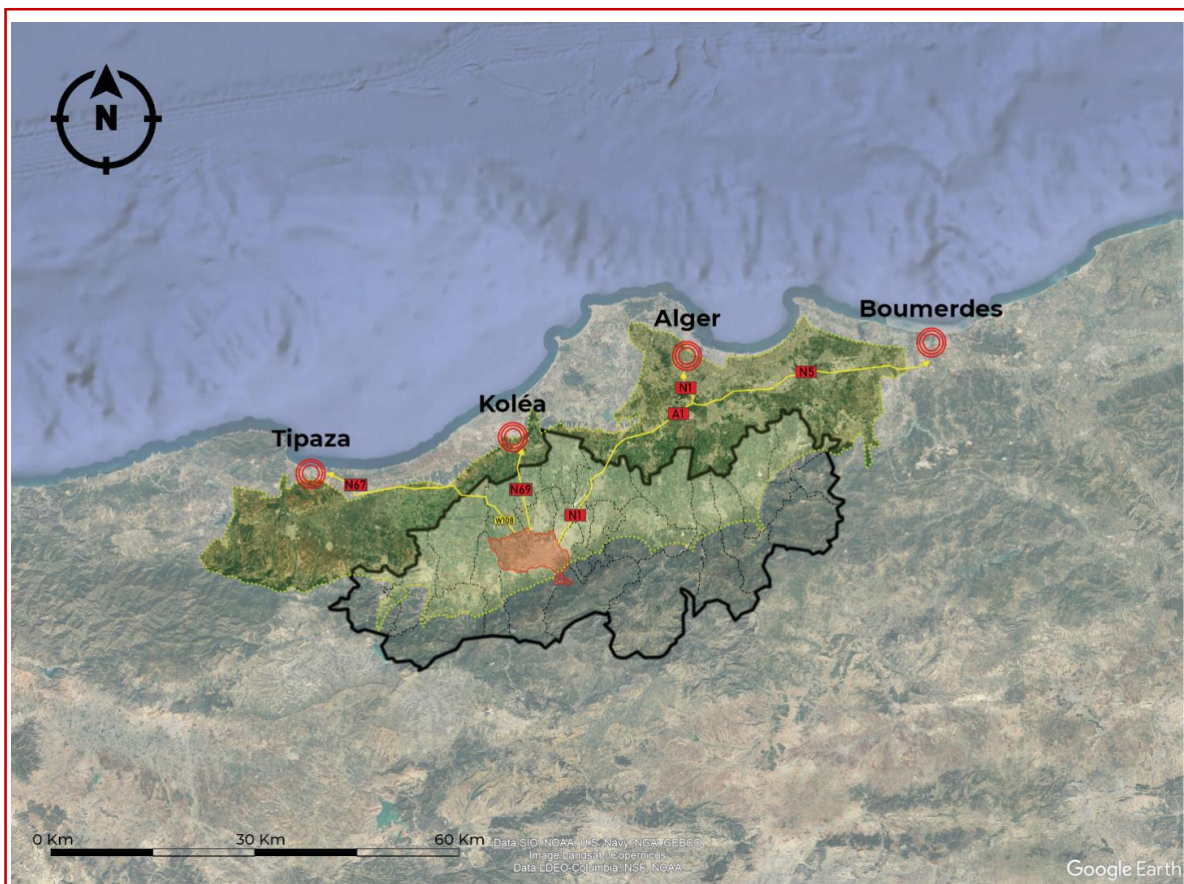 N
Boumerdes
Alger
N5
N1
A1
Koléa
Tipaza
N67
N69
N1
W108
0 Km
30 Km
60 Km
Data SIO, NOAA, U.S. Navy, NGA, GEBCO
Image Landsat / Copernicus
Data LDEO-Columbia, NSF, NOAA
Google Earth